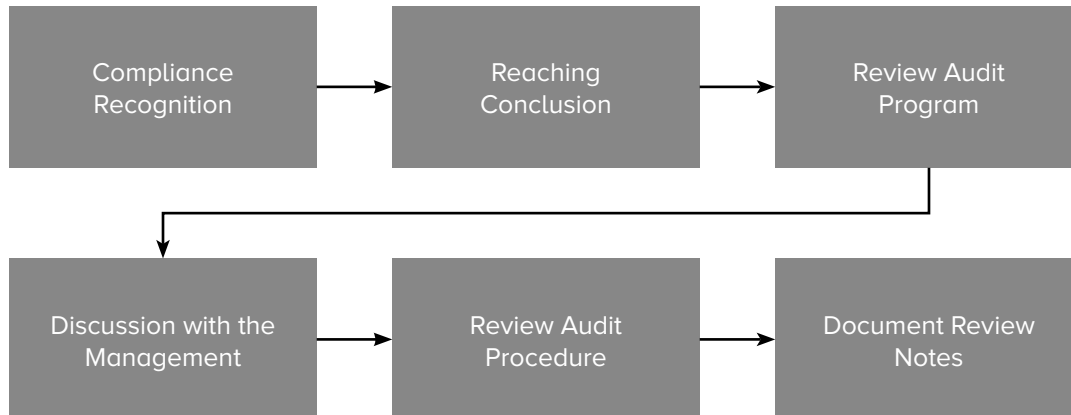 Compliance
Recognition
Reaching
Conclusion
Review Audit
Program
Discussion with the
Management
Review Audit
Procedure
Document Review
Notes